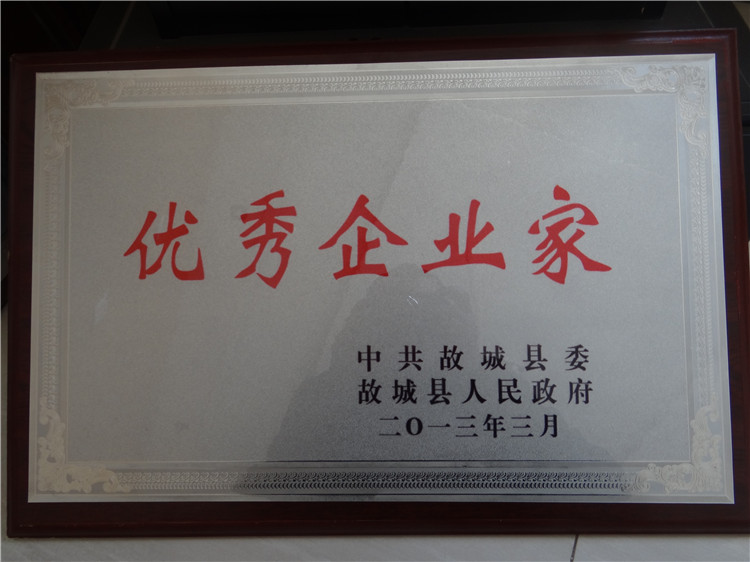 优秀企业家
中共故城县委
故城县人民政府
二〇一三年三月